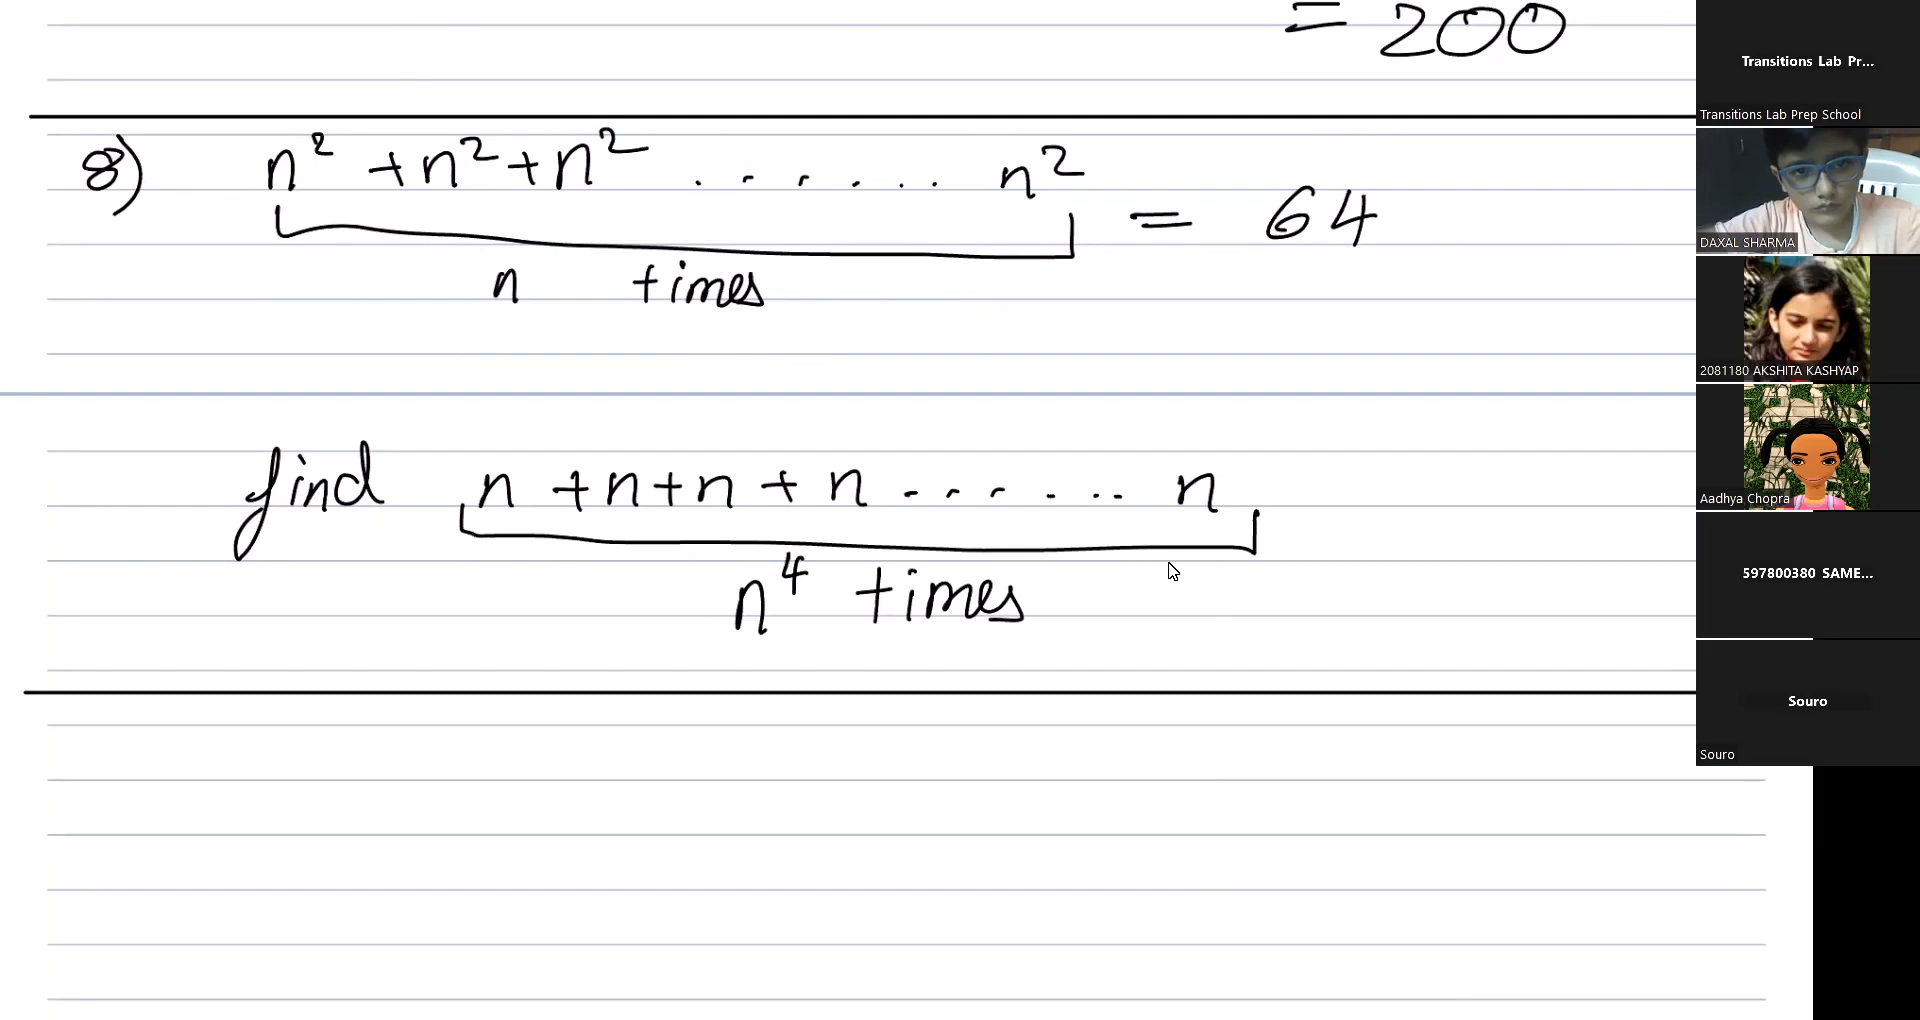 = 200
8) n² + n² + n² . . . . . . n² = 64
n times
find n + n + n + n - - - - - - n
n⁴ times
Transitions Lab Pr...
Transitions Lab Prep School
DAXAL SHARMA
2081180 AKSHITA KASHYAP
Aadhya Chopra
597800380 SAME...
Souro
Souro